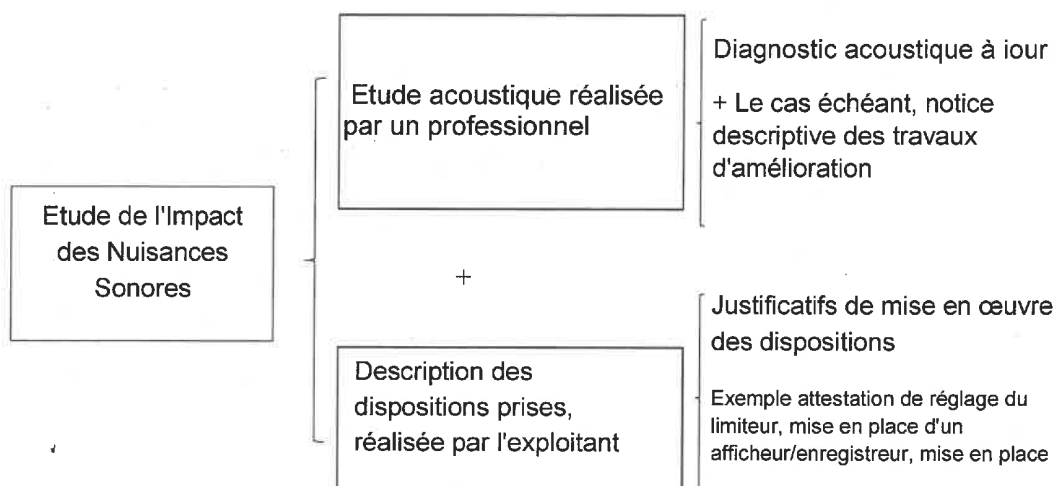 Etude de l'Impact
des Nuisances
Sonores
Etude acoustique réalisée
par un professionnel
+
Description des
dispositions prises,
réalisée par l'exploitant
Diagnostic acoustique à iour
+ Le cas échéant, notice
descriptive des travaux
d'amélioration
Justificatifs de mise en œuvre
des dispositions
Exemple attestation de réglage du
limiteur, mise en place d'un
afficheur/enregistreur, mise en place